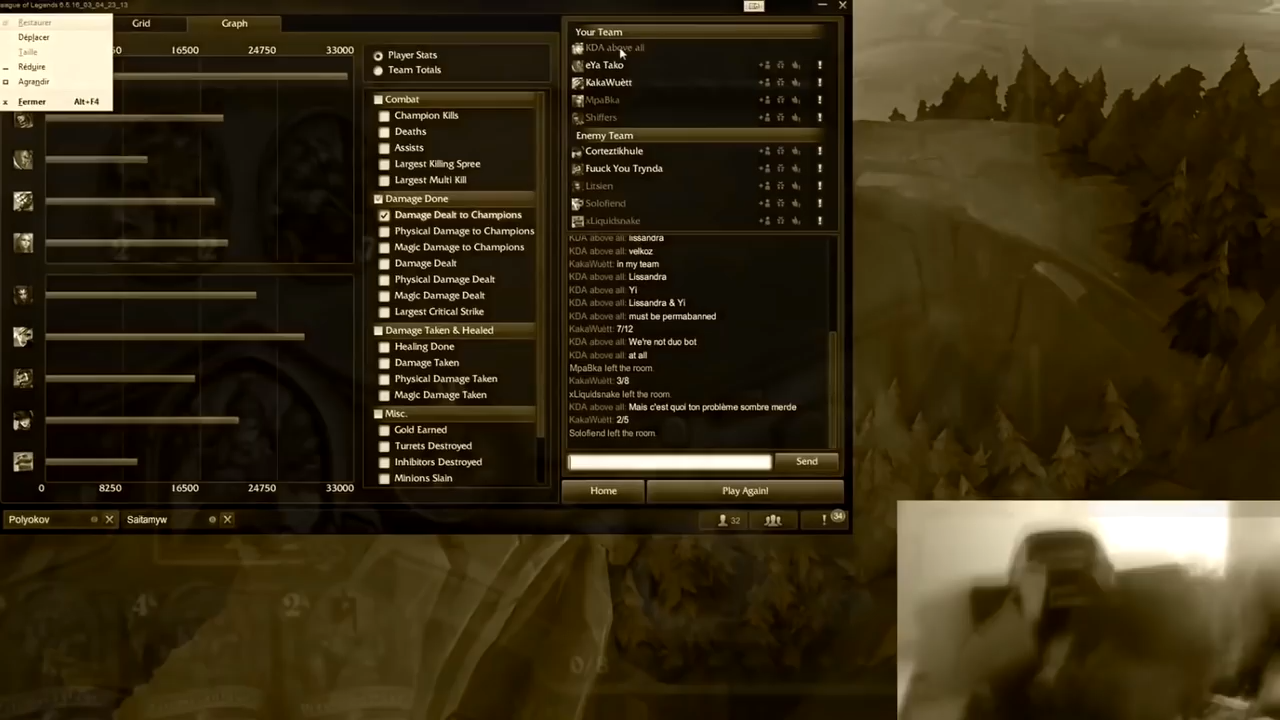 League of Legends 6.5.16_03_04_23_13
Restaurer
Déplacer
Taille
Réduire
Agrandir
Fermer Alt+F4
Grid
Graph
16500
24750
33000
0
8250
16500
24750
33000
Player Stats
Team Totals
Combat
Champion Kills
Deaths
Assists
Largest Killing Spree
Largest Multi Kill
Damage Done
Damage Dealt to Champions
Physical Damage to Champions
Magic Damage to Champions
Damage Dealt
Physical Damage Dealt
Magic Damage Dealt
Largest Critical Strike
Damage Taken & Healed
Healing Done
Damage Taken
Physical Damage Taken
Magic Damage Taken
Misc.
Gold Earned
Turrets Destroyed
Inhibitors Destroyed
Minions Slain
Your Team
KDA above all
eYa Tako
KakaWuètt
MpaBka
Shiffers
Enemy Team
Corteztikhule
Fuuck You Trynda
Litsien
Solofiend
xLiquidsnake
KDA above all: lissandra
KDA above all: velkoz
KakaWuètt: in my team
KDA above all: Lissandra
KDA above all: Yi
KDA above all: Lissandra & Yi
KDA above all: must be permabanned
KakaWuètt: 7/12
KDA above all: We're not duo bot
KDA above all: at all
MpaBka left the room.
KakaWuètt: 3/8
xLiquidsnake left the room.
KDA above all: Mais c'est quoi ton problème sombre merde
KakaWuètt: 2/5
Solofiend left the room.
Send
Home
Play Again!
Polyokov
Saitamyw
32
34
0/8